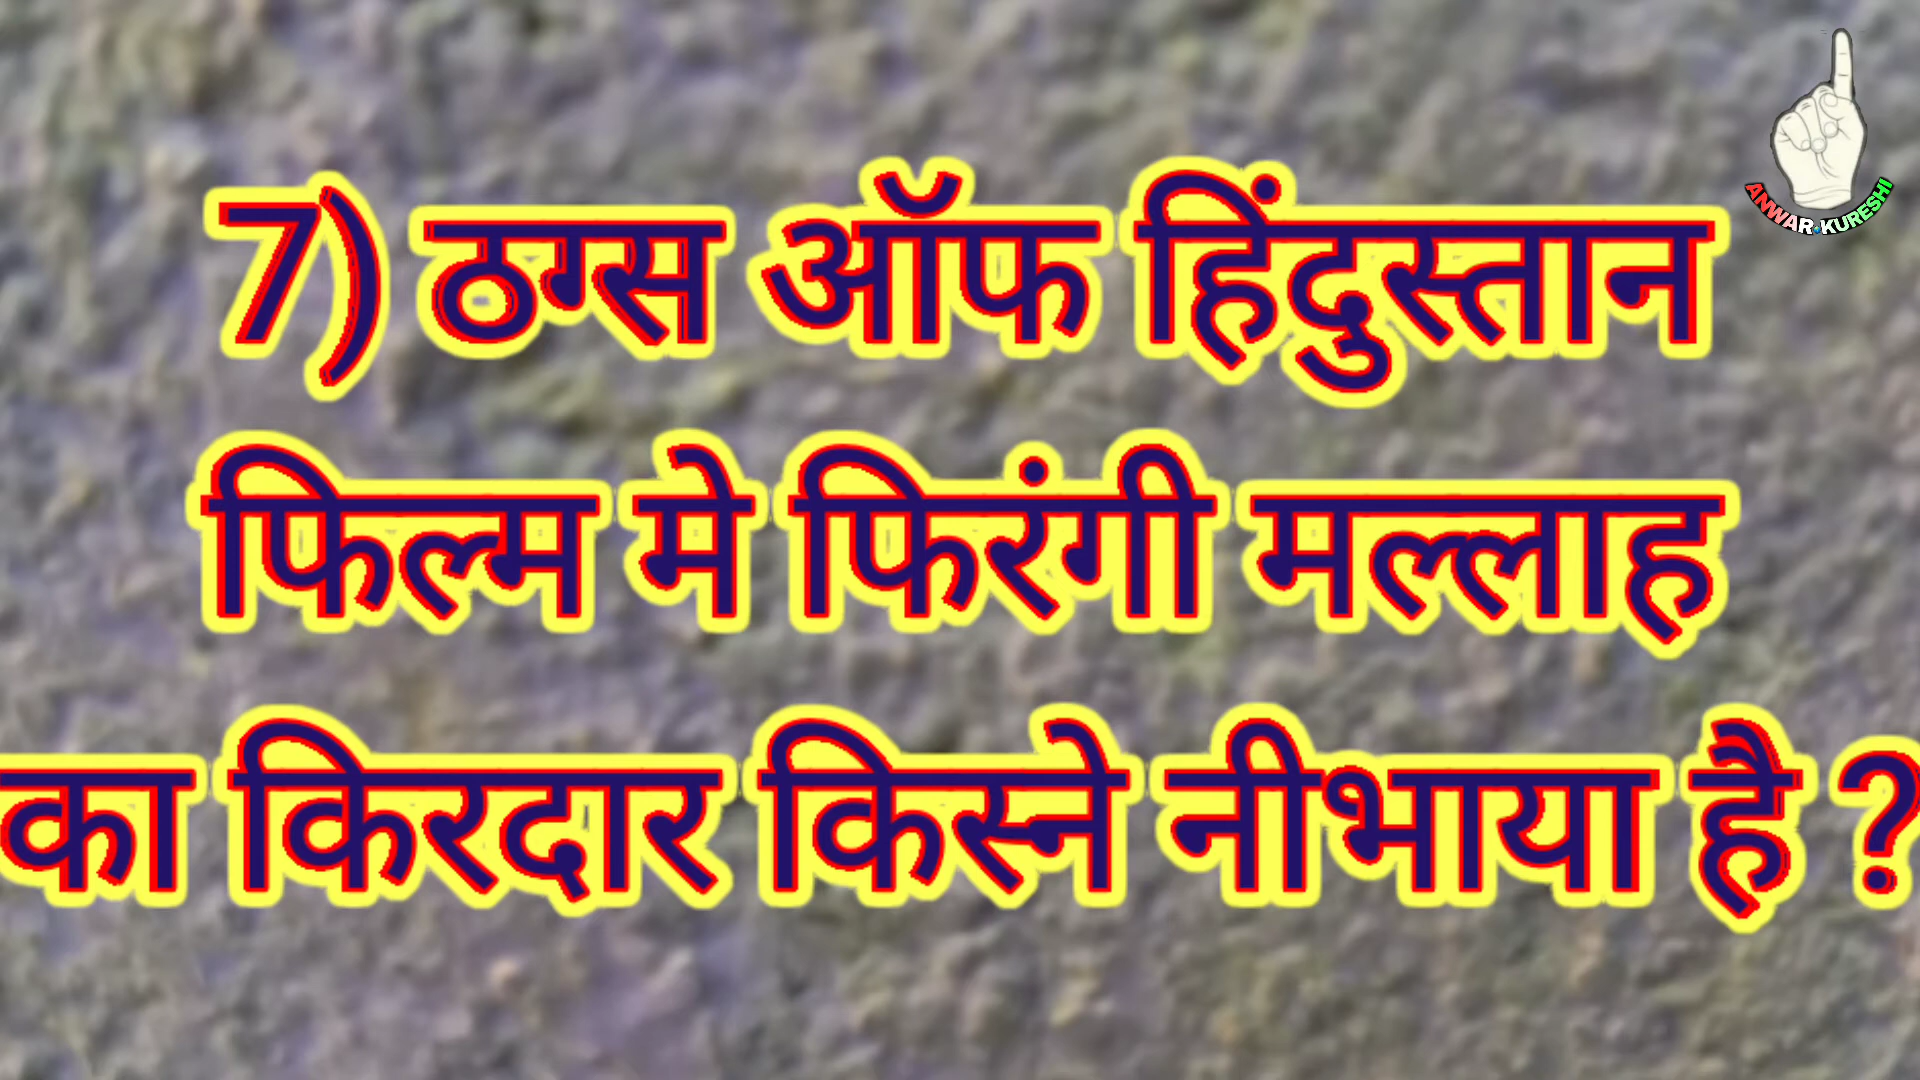 7) ठग्स ऑफ हिंदुस्तान
फिल्म मे फिरंगी मल्लाह
का किरदार किस्ने नीभाया है ?
ANWAR KURESHI